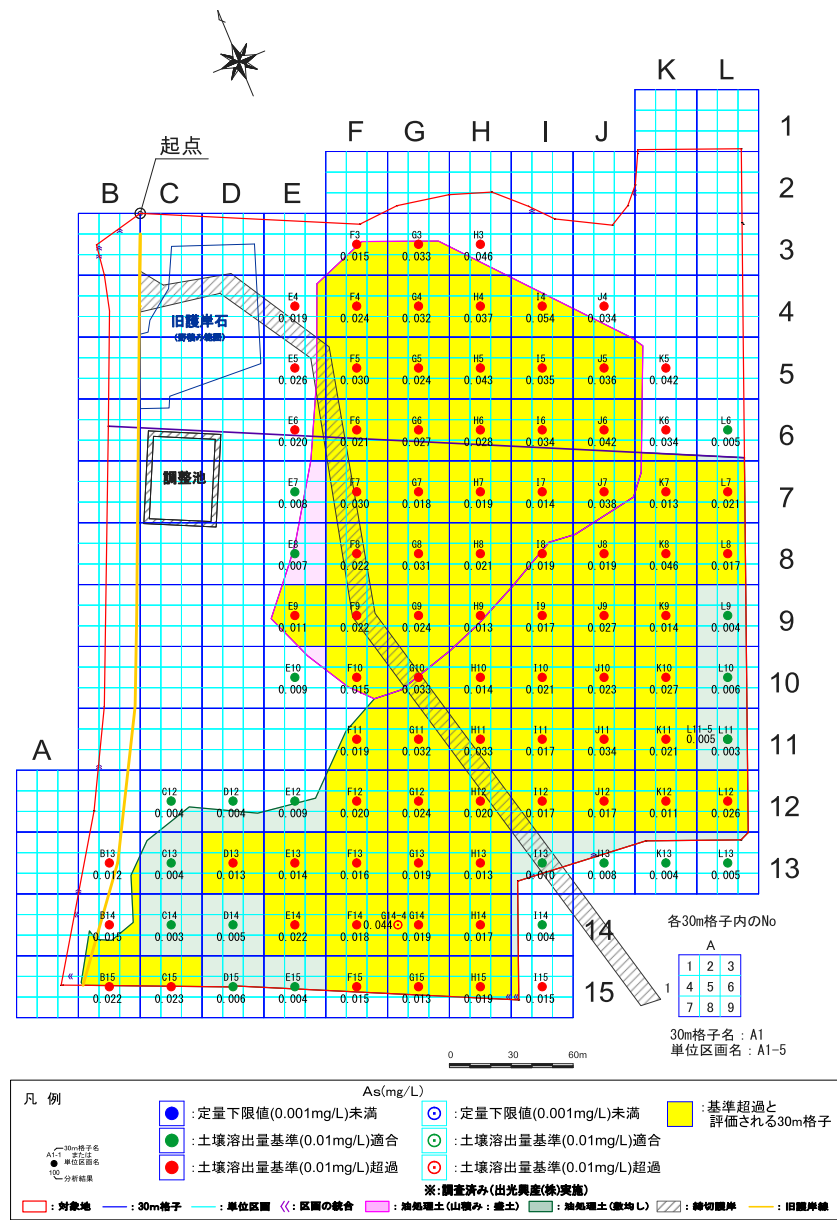 K L
1
F G H I J
起点
2
B C D E
F3 G3 H3
0.015 0.033 0.046
3
E4 F4 G4 H4 I4 J4
0.019 0.024 0.032 0.037 0.054 0.034
4
旧護岸石
E5 F5 G5 H5 I5 J5 K5
0.026 0.030 0.024 0.043 0.035 0.036 0.042
5
E6 F6 G6 H6 I6 J6 K6 L6
0.020 0.021 0.027 0.028 0.034 0.042 0.034 0.005
6
調整池
E7 F7 G7 H7 I7 J7 K7 L7
0.008 0.030 0.018 0.019 0.014 0.038 0.013 0.021
7
E8 F8 G8 H8 I8 J8 K8 L8
0.007 0.022 0.031 0.021 0.019 0.019 0.046 0.017
8
E9 F9 G9 H9 I9 J9 K9 L9
0.011 0.022 0.024 0.013 0.017 0.027 0.014 0.004
9
E10 F10 G10 H10 I10 J10 K10 L10
0.009 0.015 0.033 0.014 0.021 0.023 0.027 0.006
10
F11 G11 H11 I11 J11 K11 L11-5 L11
0.019 0.032 0.033 0.017 0.034 0.021 0.005 0.003
11
A
C12 D12 E12 F12 G12 H12 I12 J12 K12 L12
0.004 0.004 0.009 0.020 0.024 0.020 0.017 0.017 0.011 0.026
12
B13 C13 D13 E13 F13 G13 H13 I13 J13 K13 L13
0.012 0.004 0.013 0.014 0.016 0.019 0.013 0.010 0.008 0.004 0.005
13
B14 C14 D14 E14 F14 G14-4 G14 H14 I14
0.015 0.003 0.005 0.022 0.018 0.044 0.019 0.017 0.004
14
B15 C15 D15 E15 F15 G15 H15 I15
0.022 0.023 0.006 0.004 0.015 0.013 0.019 0.015
15
各30m格子内のNo
A
1 2 3
1 4 5 6
7 8 9
30m格子名：A1
単位区画名：A1-5
0 30 60m
凡 例
As(mg/L)
：定量下限値(0.001mg/L)未満
：土壌溶出量基準(0.01mg/L)適合
：土壌溶出量基準(0.01mg/L)超過
：定量下限値(0.001mg/L)未満
：土壌溶出量基準(0.01mg/L)適合
：土壌溶出量基準(0.01mg/L)超過
：基準超過と
評価される30m格子
A1-1
30m格子名
または
単位区画名
100
分析結果
※：調査済み(出光興産(株)実施)
：対象地 ：30m格子 ：単位区画 ：区画の統合 ：油処理土(山積み：盛土) ：油処理土(敷均し) ：締切護岸 ：旧護岸線